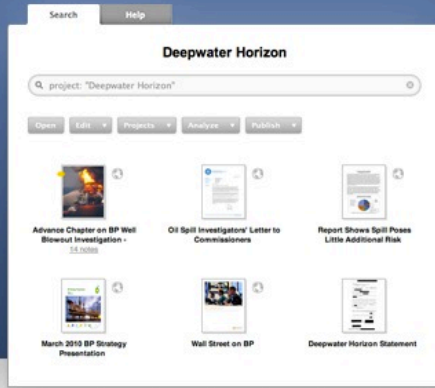 Search Help
Deepwater Horizon
project: "Deepwater Horizon"
Open Edit Projects Analyze Publish
Advance Chapter on BP Well
Blowout Investigation -
14 notes
Oil Spill Investigators' Letter to
Commissioners
Report Shows Spill Poses
Little Additional Risk
March 2010 BP Strategy
Presentation
Wall Street on BP
Deepwater Horizon Statement